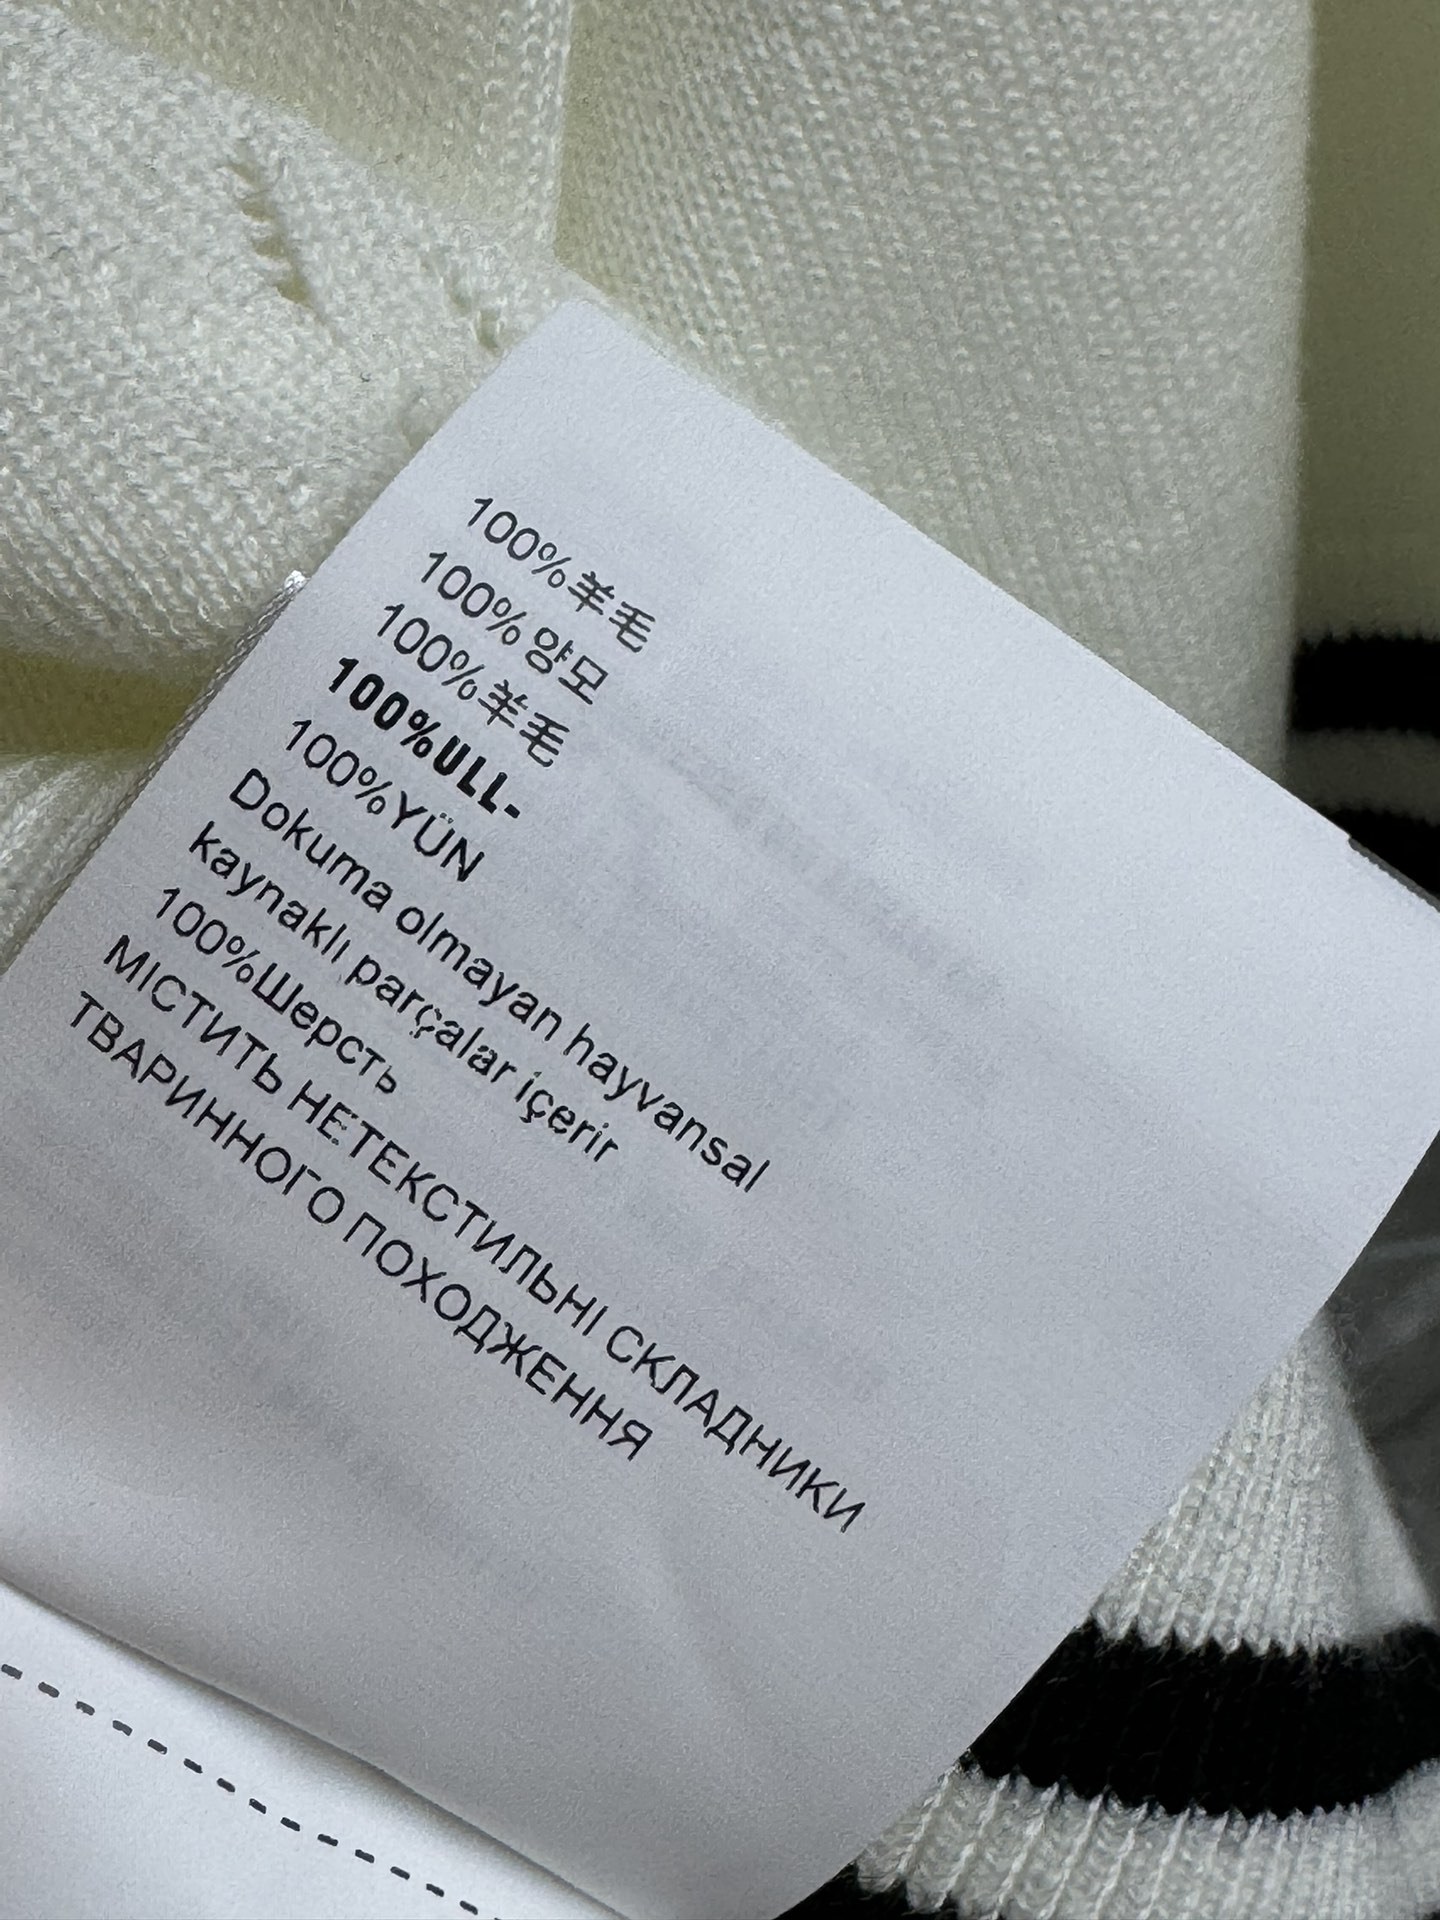 100%羊毛
100%양모
100%羊毛
100%ULL-
100%YÜN
Dokuma olmayan hayvansal
kaynaklı parçalar içerir
100%Шерсть
МІСТИТЬ НЕТЕКСТИЛЬНІ СКЛАДНИКИ
ТВАРИННОГО ПОХОДЖЕННЯ